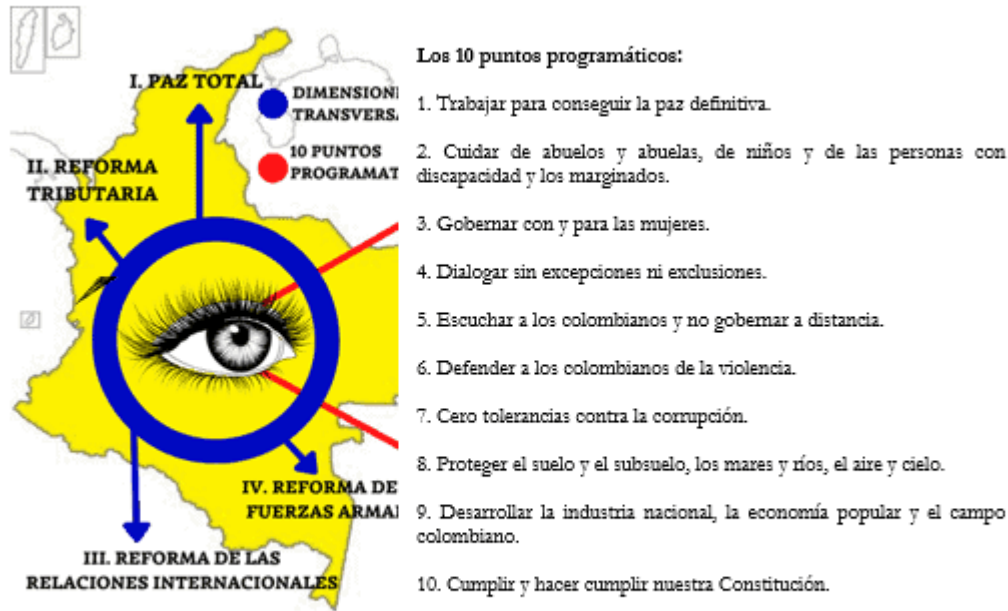 I. PAZ TOTAL
DIMENSIONI
TRANSVERSA
10 PUNTOS
PROGRAMAT
II. REFORMA
TRIBUTARIA
IV. REFORMA DE
FUERZAS ARMAI
III. REFORMA DE LAS
RELACIONES INTERNACIONALES
Los 10 puntos programáticos:
1. Trabajar para conseguir la paz definitiva.
2. Cuidar de abuelos y abuelas, de niños y de las personas con
discapacidad y los marginados.
3. Gobernar con y para las mujeres.
4. Dialogar sin excepciones ni exclusiones.
5. Escuchar a los colombianos y no gobernar a distancia.
6. Defender a los colombianos de la violencia.
7. Cero tolerancias contra la corrupción.
8. Proteger el suelo y el subsuelo, los mares y ríos, el aire y cielo.
9. Desarrollar la industria nacional, la economía popular y el campo
colombiano.
10. Cumplir y hacer cumplir nuestra Constitución.